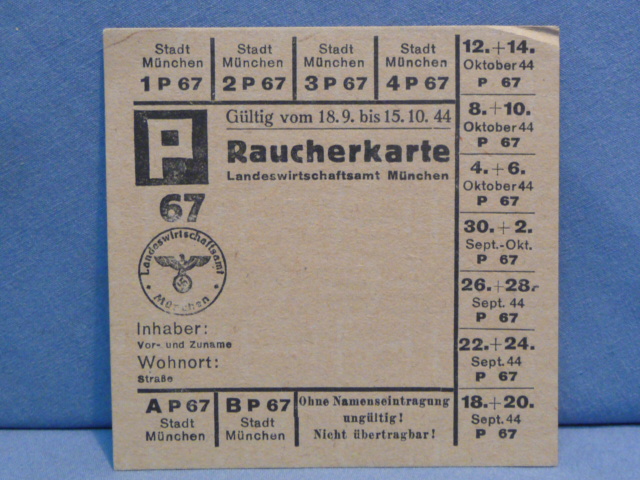 Stadt
München
1 P 67
Stadt
München
2 P 67
Stadt
München
3 P 67
Stadt
München
4 P 67
P
67
Gültig vom 18.9. bis 15.10. 44
Raucherkarte
Landeswirtschaftsamt München
Landeswirtschaftsamt
München
Inhaber:
Vor- und Zuname
Wohnort:
Straße
A P 67
Stadt
München
B P 67
Stadt
München
Ohne Namenseintragung
ungültig!
Nicht übertragbar!
12.+14.
Oktober 44
P 67
8.+10.
Oktober 44
P 67
4.+6.
Oktober 44
P 67
30.+2.
Sept.-Okt.
P 67
26.+28.
Sept. 44
P 67
22.+24.
Sept. 44
P 67
18.+20.
Sept. 44
P 67